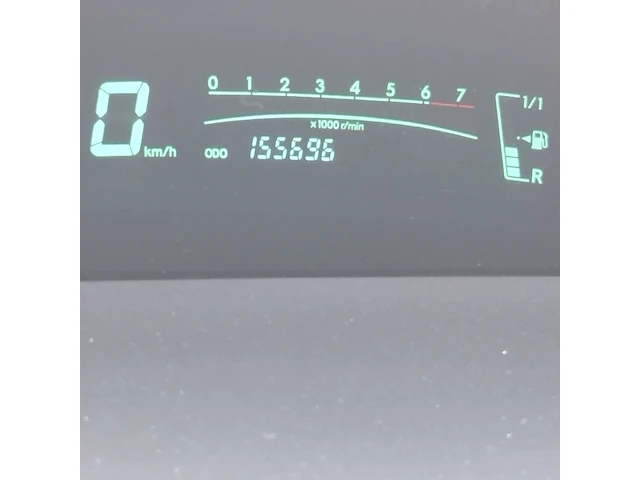 0 1 2 3 4 5 6 7
x1000 r/min
0 km/h
ODO 155696
1/1
R